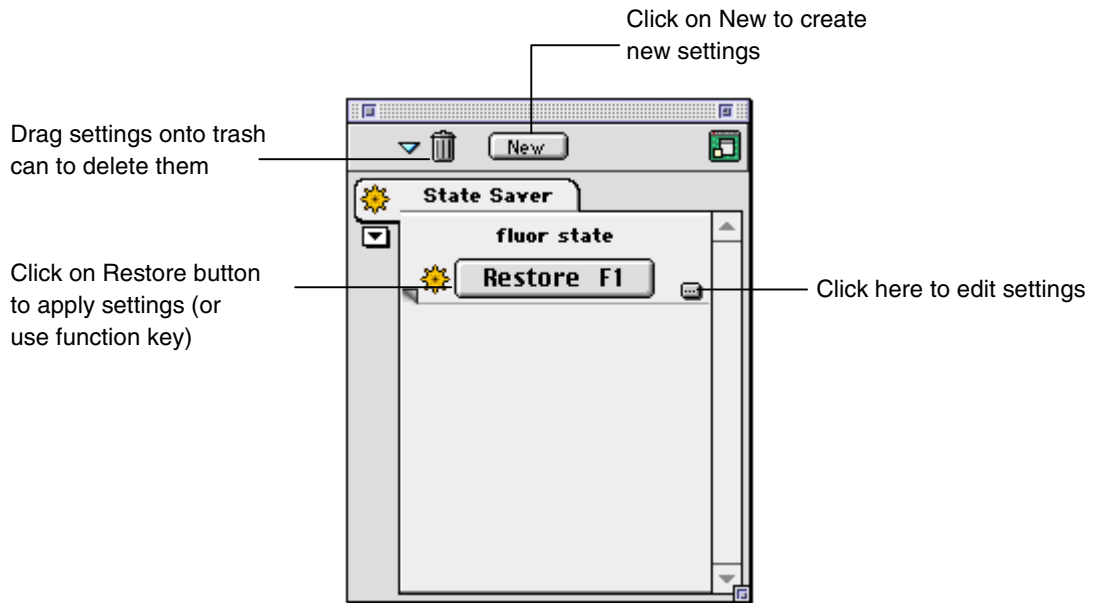 Click on New to create
new settings
Drag settings onto trash
can to delete them
New
State Saver
fluor state
Click on Restore button
to apply settings (or
use function key)
Restore F1
Click here to edit settings